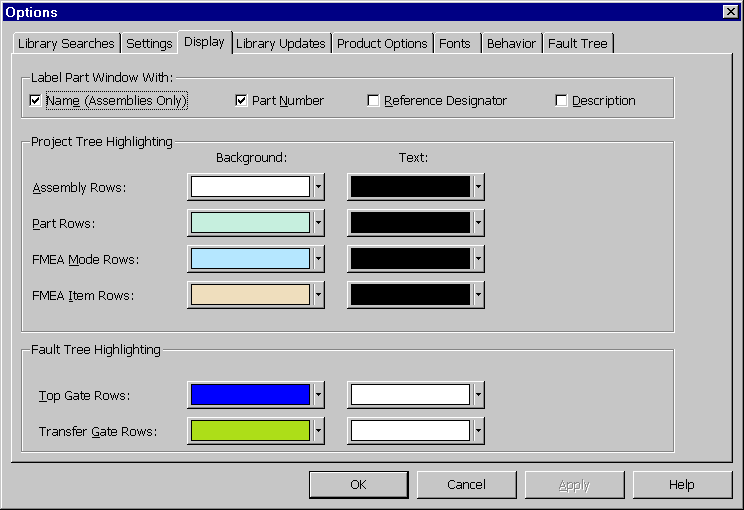 Options
Library Searches Settings Display Library Updates Product Options Fonts Behavior Fault Tree
Label Part Window With:
Name (Assemblies Only) Part Number Reference Designator Description
Project Tree Highlighting
Background: Text:
Assembly Rows:
Part Rows:
FMEA Mode Rows:
FMEA Item Rows:
Fault Tree Highlighting
Top Gate Rows:
Transfer Gate Rows:
OK Cancel Apply Help